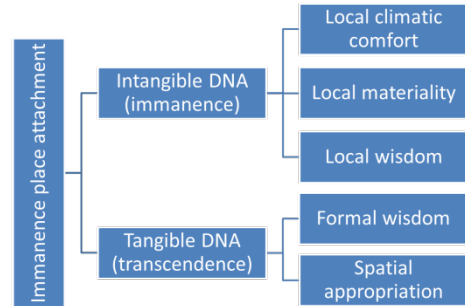 Immanence place attachment
Intangible DNA
(immanence)
Tangible DNA
(transcendence)
Local climatic
comfort
Local materiality
Local wisdom
Formal wisdom
Spatial
appropriation